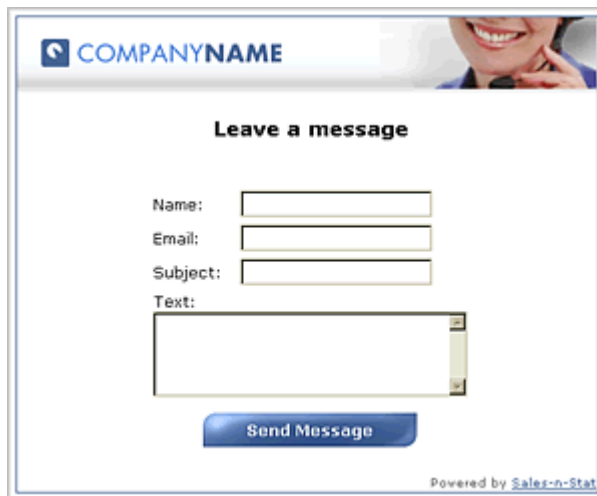 COMPANYNAME
Leave a message
Name:
Email:
Subject:
Text:
Send Message
Powered by Sales-n-Stat